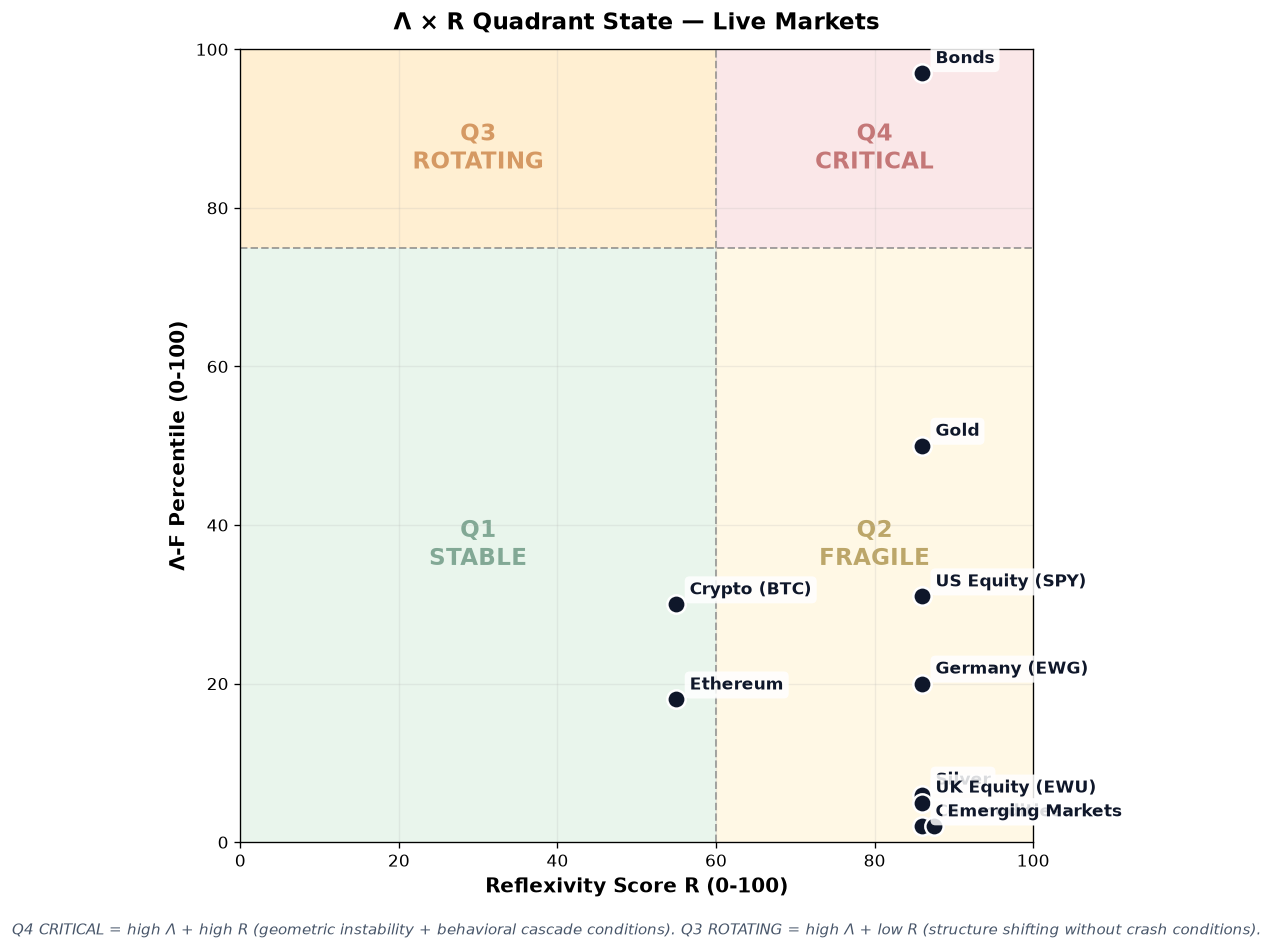 Λ × R Quadrant State — Live Markets
Λ-F Percentile (0-100)
100
80
60
40
20
0
Q3
ROTATING
Q4
CRITICAL
Q1
STABLE
Q2
FRAGILE
Bonds
Gold
US Equity (SPY)
Crypto (BTC)
Germany (EWG)
Ethereum
Silver
UK Equity (EWU)
Emerging Markets
0
20
40
60
80
100
Reflexivity Score R (0-100)
Q4 CRITICAL = high Λ + high R (geometric instability + behavioral cascade conditions). Q3 ROTATING = high Λ + low R (structure shifting without crash conditions).